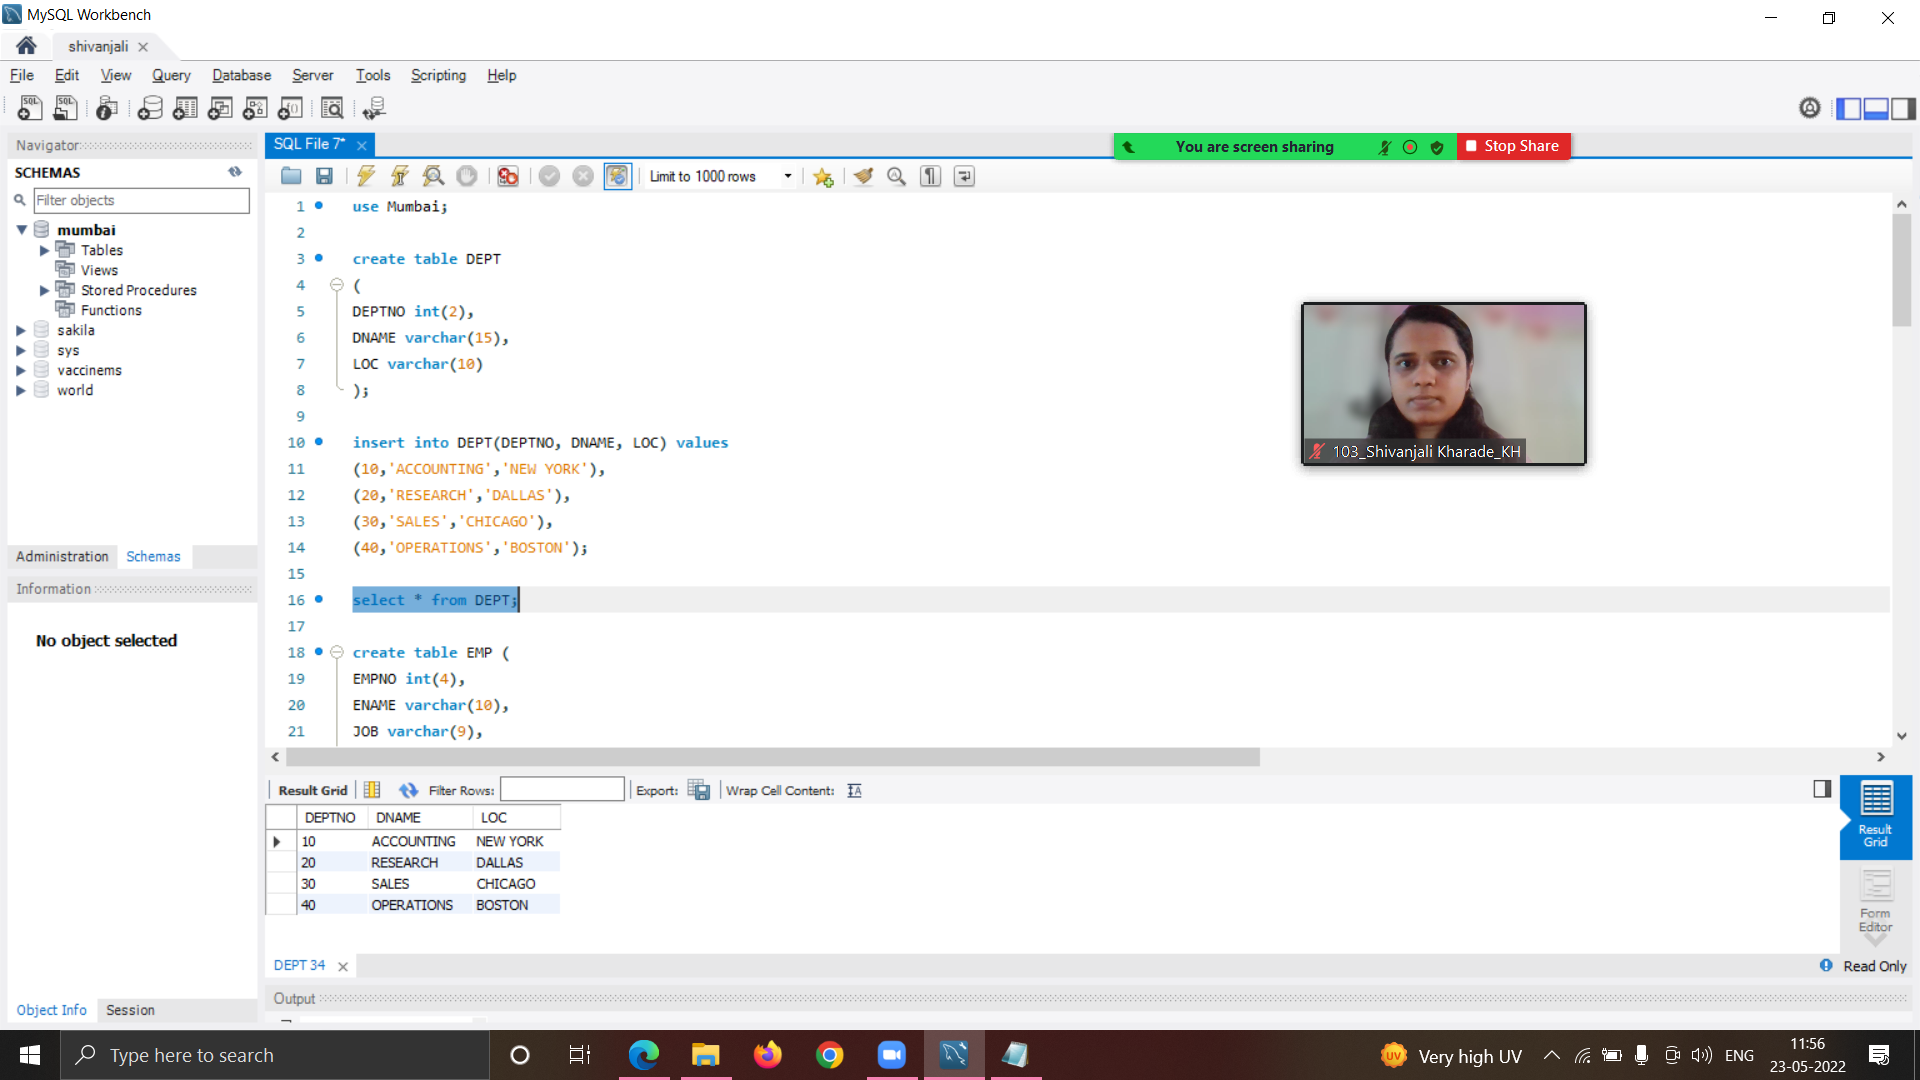 MySQL Workbench
shivanjali
File Edit View Query Database Server Tools Scripting Help
Navigator
SCHEMAS
Filter objects
mumbai
Tables
Views
Stored Procedures
Functions
sakila
sys
vaccinems
world
Administration Schemas
Information
No object selected
Object Info Session
SQL File 7*
You are screen sharing Stop Share
Limit to 1000 rows
1 use Mumbai;
2
3 create table DEPT
4 (
5 DEPTNO int(2),
6 DNAME varchar(15),
7 LOC varchar(10)
8 );
9
10 insert into DEPT(DEPTNO, DNAME, LOC) values
11 (10,'ACCOUNTING','NEW YORK'),
12 (20,'RESEARCH','DALLAS'),
13 (30,'SALES','CHICAGO'),
14 (40,'OPERATIONS','BOSTON');
15
16 select * from DEPT;
17
18 create table EMP (
19 EMPNO int(4),
20 ENAME varchar(10),
21 JOB varchar(9),
103_Shivanjali Kharade_KH
Result Grid Filter Rows: Export: Wrap Cell Content:
DEPTNO DNAME LOC
10 ACCOUNTING NEW YORK
20 RESEARCH DALLAS
30 SALES CHICAGO
40 OPERATIONS BOSTON
Result
Grid
Form
Editor
DEPT 34
Read Only
Output
Type here to search
UV Very high UV
ENG
11:56
23-05-2022